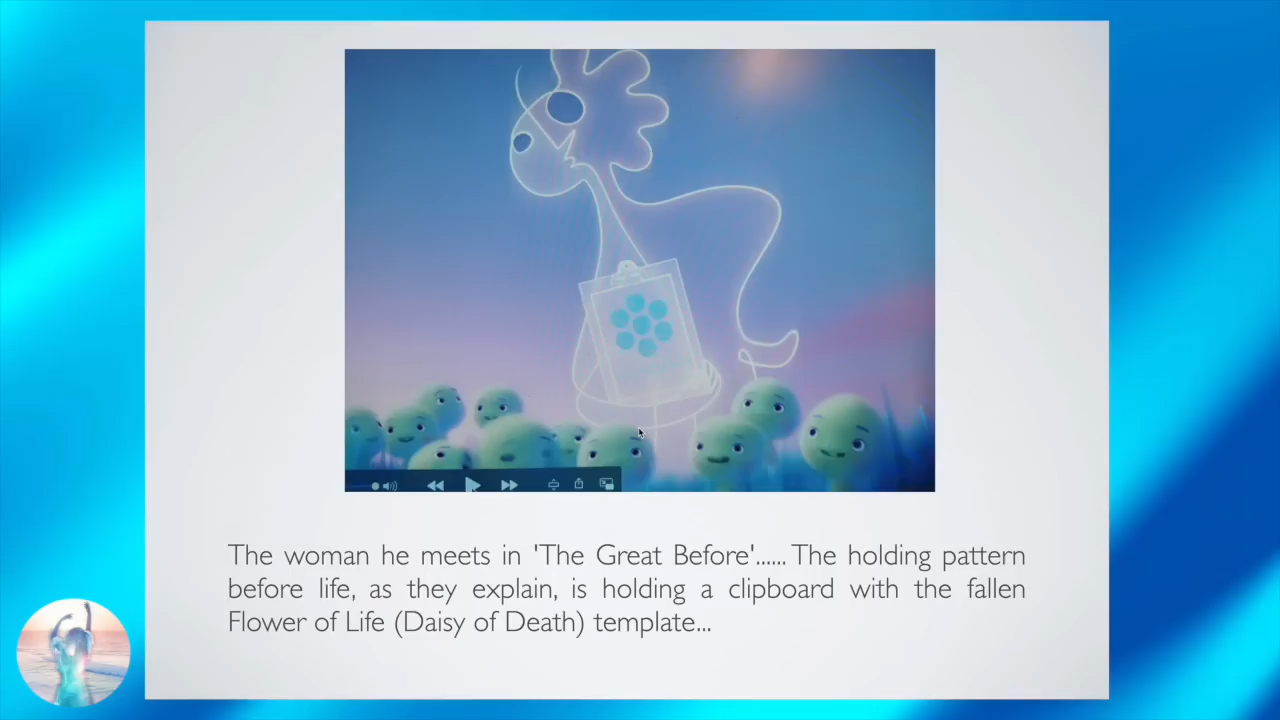 The woman he meets in 'The Great Before'...... The holding pattern
before life, as they explain, is holding a clipboard with the fallen
Flower of Life (Daisy of Death) template...